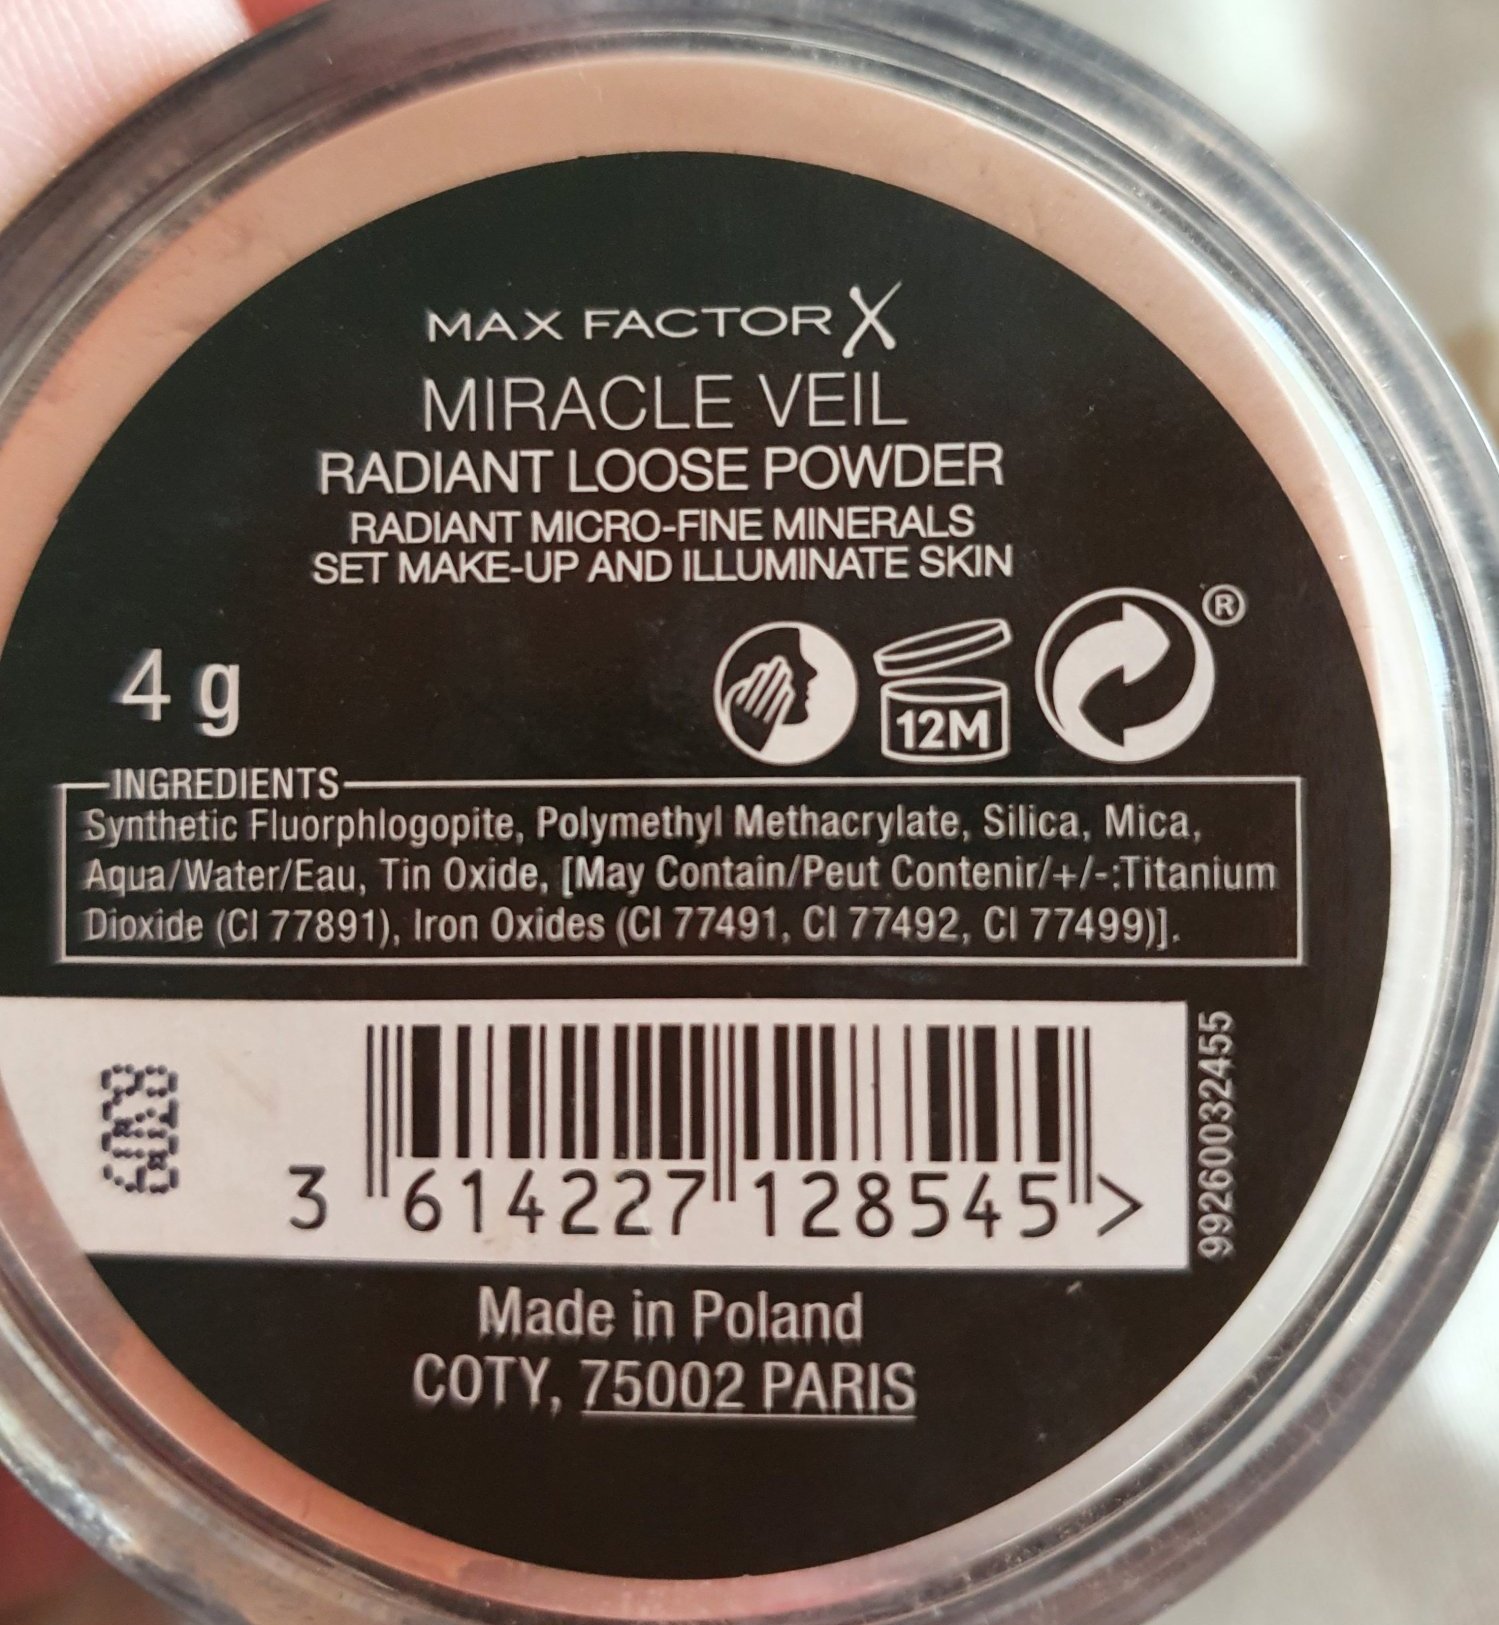 MAX FACTOR X
MIRACLE VEIL
RADIANT LOOSE POWDER
RADIANT MICRO-FINE MINERALS
SET MAKE-UP AND ILLUMINATE SKIN
4 g
12M
®
INGREDIENTS
Synthetic Fluorphlogopite, Polymethyl Methacrylate, Silica, Mica,
Aqua/Water/Eau, Tin Oxide, [May Contain/Peut Contenir/+/-:Titanium
Dioxide (CI 77891), Iron Oxides (CI 77491, CI 77492, CI 77499)].
3 614227 128545 >
99260032455
Made in Poland
COTY, 75002 PARIS